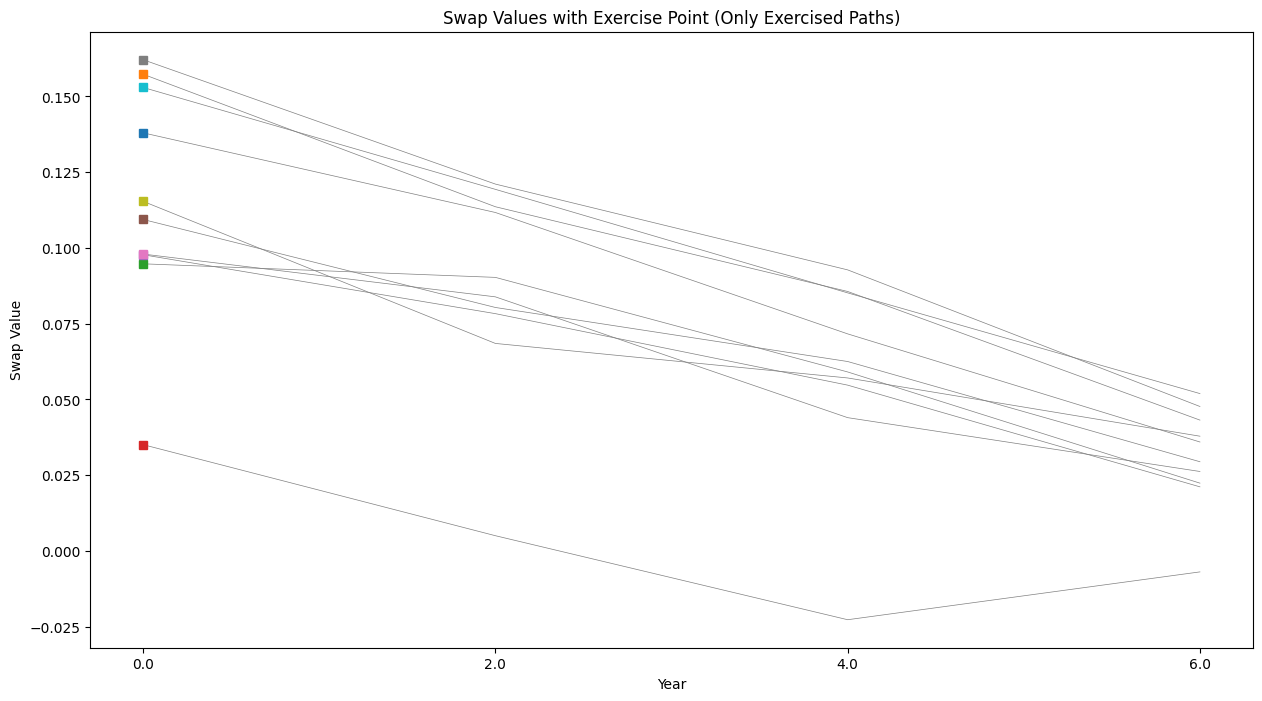 Swap Values with Exercise Point (Only Exercised Paths)
0.150
0.125
0.100
0.075
0.050
0.025
0.000
−0.025
Swap Value
0.0 2.0 4.0 6.0
Year